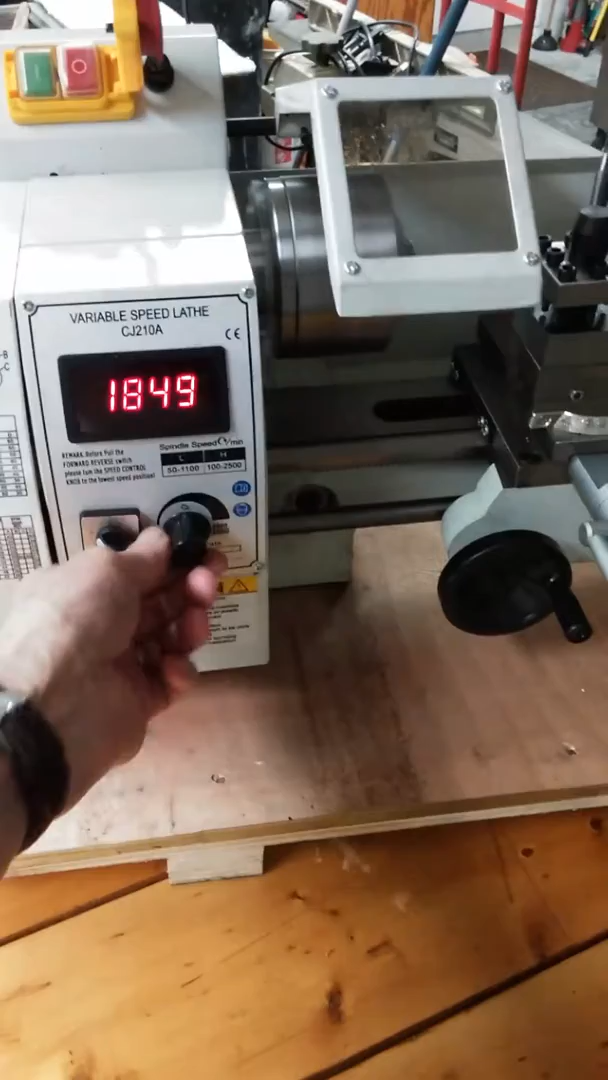 VARIABLE SPEED LATHE
CJ210A
CE
1849
REMARK: Before Pull the
FORWARD REVERSE switch
please turn the SPEED CONTROL
KNOB to the lowest speed position!
Spindle Speed /min
L H
50-1100 100-2500